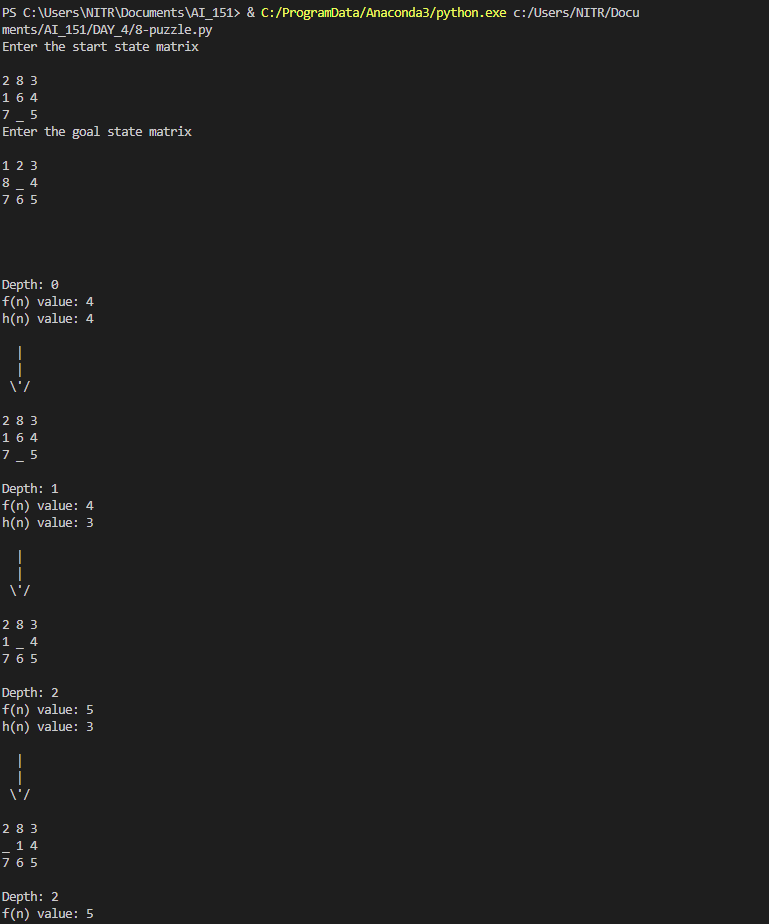 PS C:\Users\NITR\Documents\AI_151> & C:/ProgramData/Anaconda3/python.exe c:/Users/NITR/Docu
ments/AI_151/DAY_4/8-puzzle.py
Enter the start state matrix
2 8 3
1 6 4
7 _ 5
Enter the goal state matrix
1 2 3
8 _ 4
7 6 5
Depth: 0
f(n) value: 4
h(n) value: 4
|
|
\'/
2 8 3
1 6 4
7 _ 5
Depth: 1
f(n) value: 4
h(n) value: 3
|
|
\'/
2 8 3
1 _ 4
7 6 5
Depth: 2
f(n) value: 5
h(n) value: 3
|
|
\'/
2 8 3
_ 1 4
7 6 5
Depth: 2
f(n) value: 5